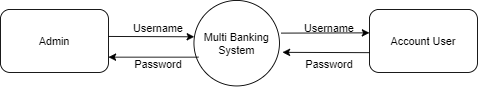 Username
Username
Admin
Multi Banking
System
Account User
Password
Password